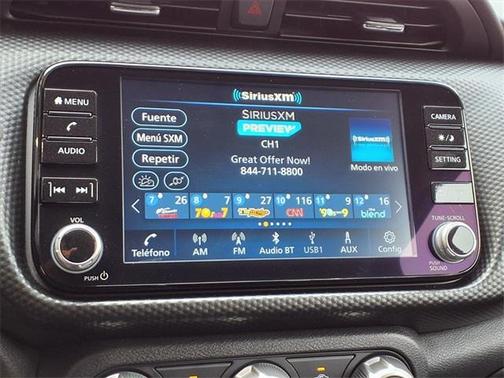 SiriusXm
MENU
Fuente
SIRIUSXM
CAMERA
PREVIEW
SiriusXm
Menú SXM
CH1
AUDIO
Repetir
Great Offer Now!
SETTING
844-711-8800
Modo en vivo
7 26
8 7
27
10 116
CNN
11 9
12 16
the blend
VOL
TUNE·SCROLL
Teléfono
AM
FM
Audio BT
USB1
AUX
Config.
PUSH
PUSH SOUND